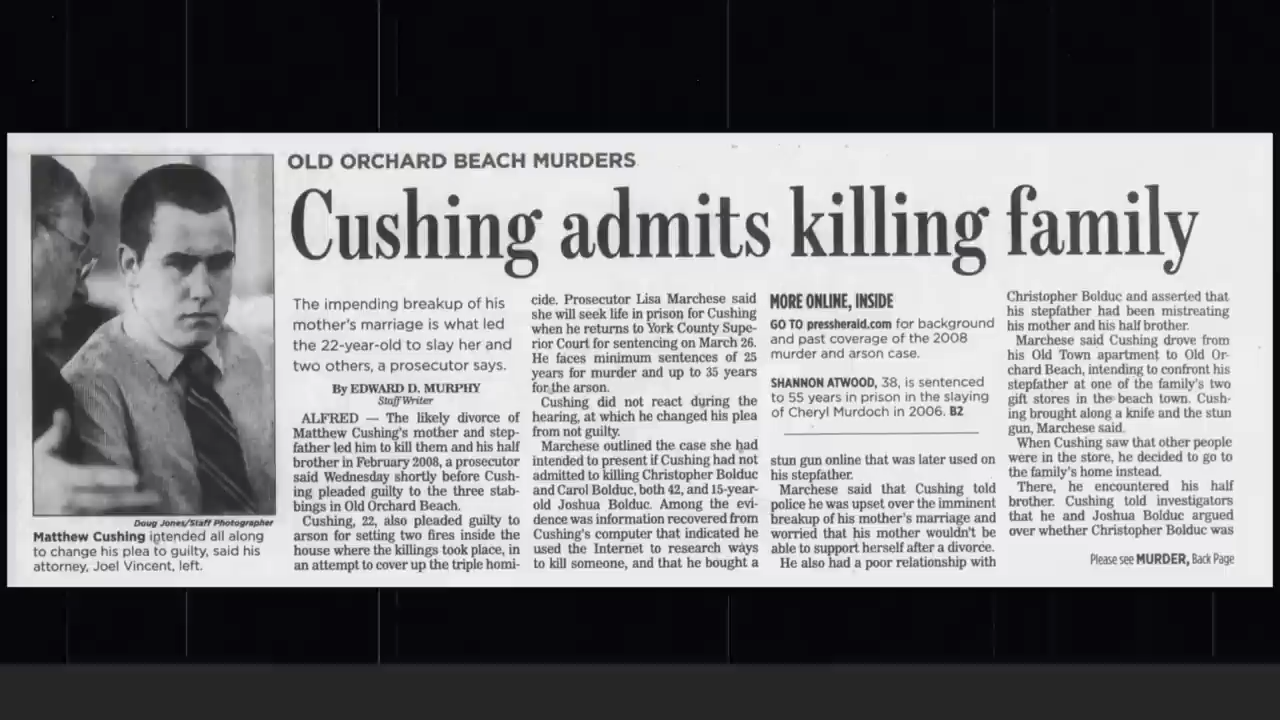 OLD ORCHARD BEACH MURDERS
Cushing admits killing family
Doug Jones/Staff Photographer
Matthew Cushing intended all along
to change his plea to guilty, said his
attorney, Joel Vincent, left.
The impending breakup of his
mother's marriage is what led
the 22-year-old to slay her and
two others, a prosecutor says.
By EDWARD D. MURPHY
Staff Writer
ALFRED — The likely divorce of
Matthew Cushing's mother and step-
father led him to kill them and his half
brother in February 2008, a prosecutor
said Wednesday shortly before Cush-
ing pleaded guilty to the three stab-
bings in Old Orchard Beach.
Cushing, 22, also pleaded guilty to
arson for setting two fires inside the
house where the killings took place, in
an attempt to cover up the triple homi-
cide. Prosecutor Lisa Marchese said
she will seek life in prison for Cushing
when he returns to York County Supe-
rior Court for sentencing on March 26.
He faces minimum sentences of 25
years for murder and up to 35 years
for the arson.
Cushing did not react during the
hearing, at which he changed his plea
from not guilty.
Marchese outlined the case she had
intended to present if Cushing had not
admitted to killing Christopher Bolduc
and Carol Bolduc, both 42, and 15-year-
old Joshua Bolduc. Among the evi-
dence was information recovered from
Cushing's computer that indicated he
used the Internet to research ways
to kill someone, and that he bought a
MORE ONLINE, INSIDE
GO TO pressherald.com for background
and past coverage of the 2008
murder and arson case.
SHANNON ATWOOD, 38, is sentenced
to 55 years in prison in the slaying
of Cheryl Murdoch in 2006. B2
stun gun online that was later used on
his stepfather.
Marchese said that Cushing told
police he was upset over the imminent
breakup of his mother's marriage and
worried that his mother wouldn't be
able to support herself after a divorce.
He also had a poor relationship with
Christopher Bolduc and asserted that
his stepfather had been mistreating
his mother and his half brother.
Marchese said Cushing drove from
his Old Town apartment to Old Or-
chard Beach, intending to confront his
stepfather at one of the family's two
gift stores in the beach town. Cush-
ing brought along a knife and the stun
gun, Marchese said.
When Cushing saw that other people
were in the store, he decided to go to
the family's home instead.
There, he encountered his half
brother. Cushing told investigators
that he and Joshua Bolduc argued
over whether Christopher Bolduc was
Please see MURDER, Back Page